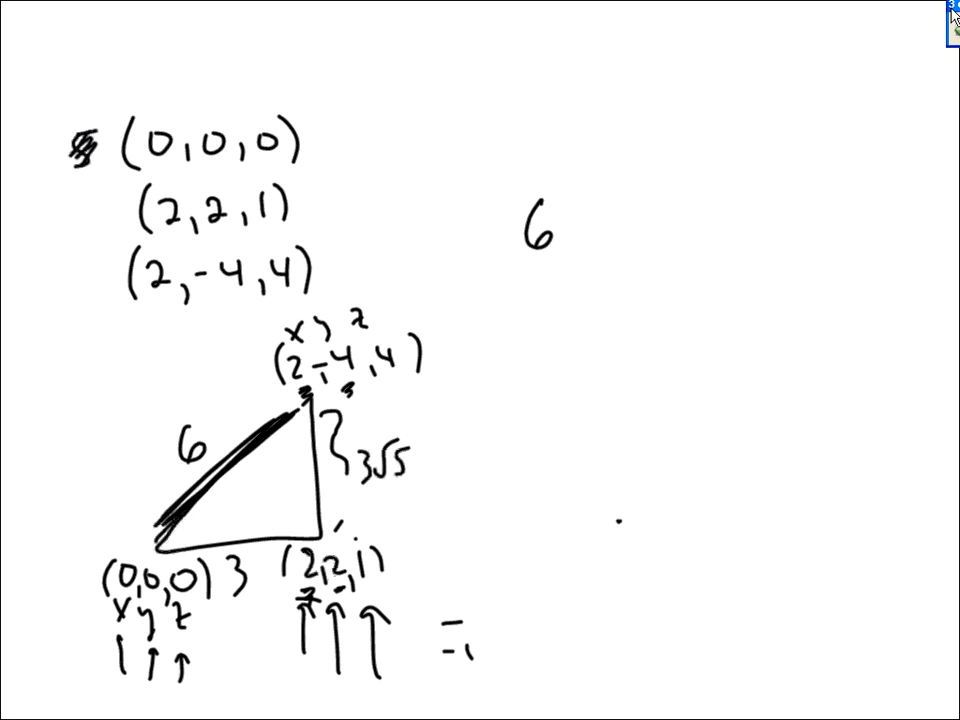 (0,0,0)
(2,2,1)
6
(2,-4,4)
x y z
(2,-4,4)
6
3√5
(0,0,0) 3 (2,2,1)
x y z